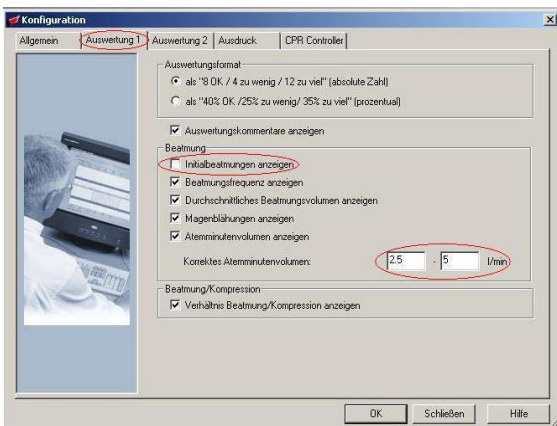 Konfiguration
Allgemein Auswertung 1 Auswertung 2 Ausdruck CPR Controller
Auswertungsformat
als "8 OK / 4 zu wenig / 12 zu viel" (absolute Zahl)
als "40% OK /25% zu wenig/ 35% zu viel" (prozentual)
Auswertungskommentare anzeigen
Beatmung
Initialbeatmungen anzeigen
Beatmungsfrequenz anzeigen
Durchschnittliches Beatmungsvolumen anzeigen
Magenblähungen anzeigen
Atemminutenvolumen anzeigen
Korrektes Atemminutenvolumen: 2.5 - 5 l/min
Beatmung/Kompression
Verhältnis Beatmung/Kompression anzeigen
OK Schließen Hilfe